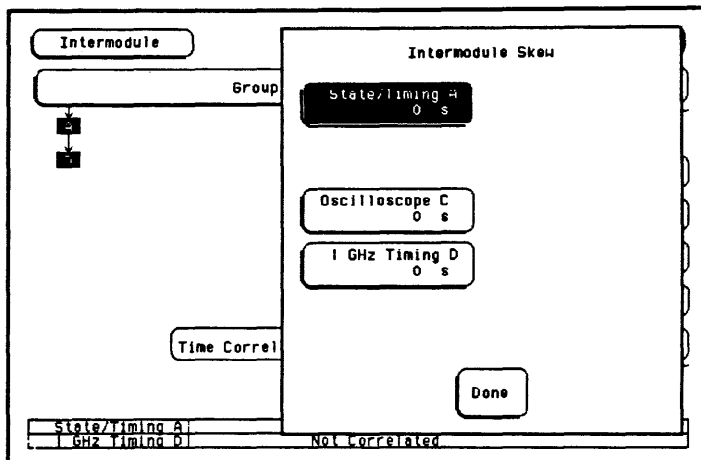 Intermodule
Group
Time Correl
Intermodule Skew
State/Timing A
0 s
Oscilloscope C
0 s
1 GHz Timing D
0 s
Done
State/Timing A
1 GHz Timing D
Not Correlated